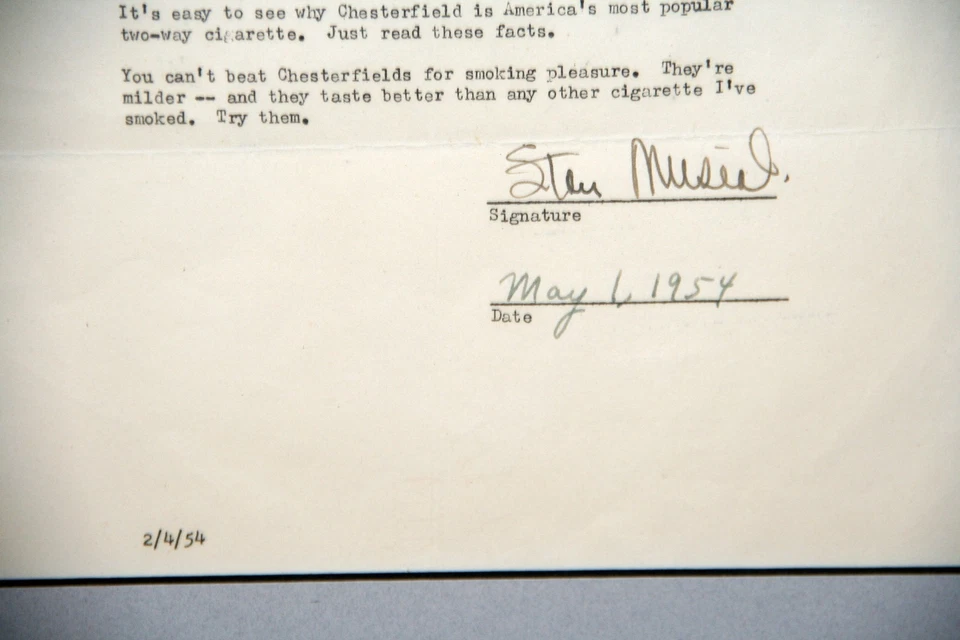 It's easy to see why Chesterfield is America's most popular
two-way cigarette. Just read these facts.
You can't beat Chesterfields for smoking pleasure. They're
milder -- and they taste better than any other cigarette I've
smoked. Try them.
Stan Musial.
Signature
May 1, 1954
Date
2/4/54